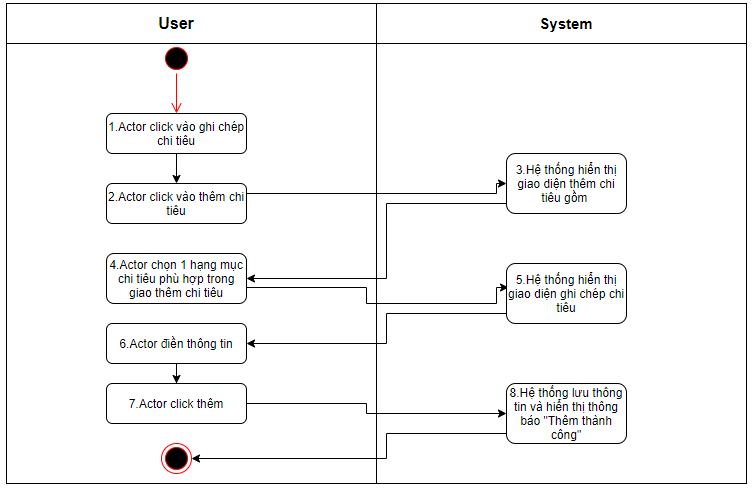 User
System
1.Actor click vào ghi chép
chi tiêu
2.Actor click vào thêm chi
tiêu
3.Hệ thống hiển thị
giao diện thêm chi
tiêu gồm
4.Actor chọn 1 hạng mục
chi tiêu phù hợp trong
giao thêm chi tiêu
5.Hệ thống hiển thị
giao diện ghi chép chi
tiêu
6.Actor điền thông tin
7.Actor click thêm
8.Hệ thống lưu thông
tin và hiển thị thông
báo "Thêm thành
công"